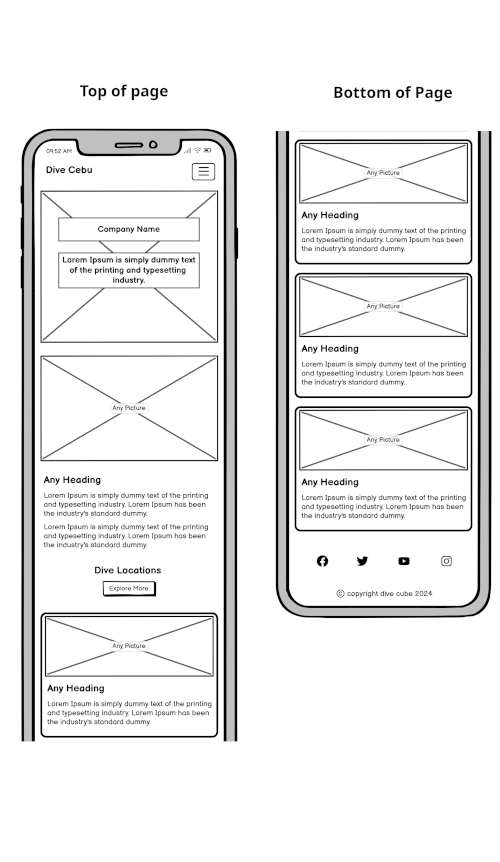 Top of page
09:52 AM
Dive Cebu
Company Name
Lorem Ipsum is simply dummy text
of the printing and typesetting
industry.
Any Picture
Any Heading
Lorem Ipsum is simply dummy text of the printing
and typesetting industry. Lorem Ipsum has been
the industry's standard dummy.
Lorem Ipsum is simply dummy text of the printing
and typesetting industry. Lorem Ipsum has been
the industry's standard dummy.
Dive Locations
Explore More
Any Picture
Any Heading
Lorem Ipsum is simply dummy text of the printing
and typesetting industry. Lorem Ipsum has been
the industry's standard dummy.
Bottom of Page
Any Picture
Any Heading
Lorem Ipsum is simply dummy text of the printing
and typesetting industry. Lorem Ipsum has been
the industry's standard dummy.
Any Picture
Any Heading
Lorem Ipsum is simply dummy text of the printing
and typesetting industry. Lorem Ipsum has been
the industry's standard dummy.
Any Picture
Any Heading
Lorem Ipsum is simply dummy text of the printing
and typesetting industry. Lorem Ipsum has been
the industry's standard dummy.
© copyright dive cube 2024